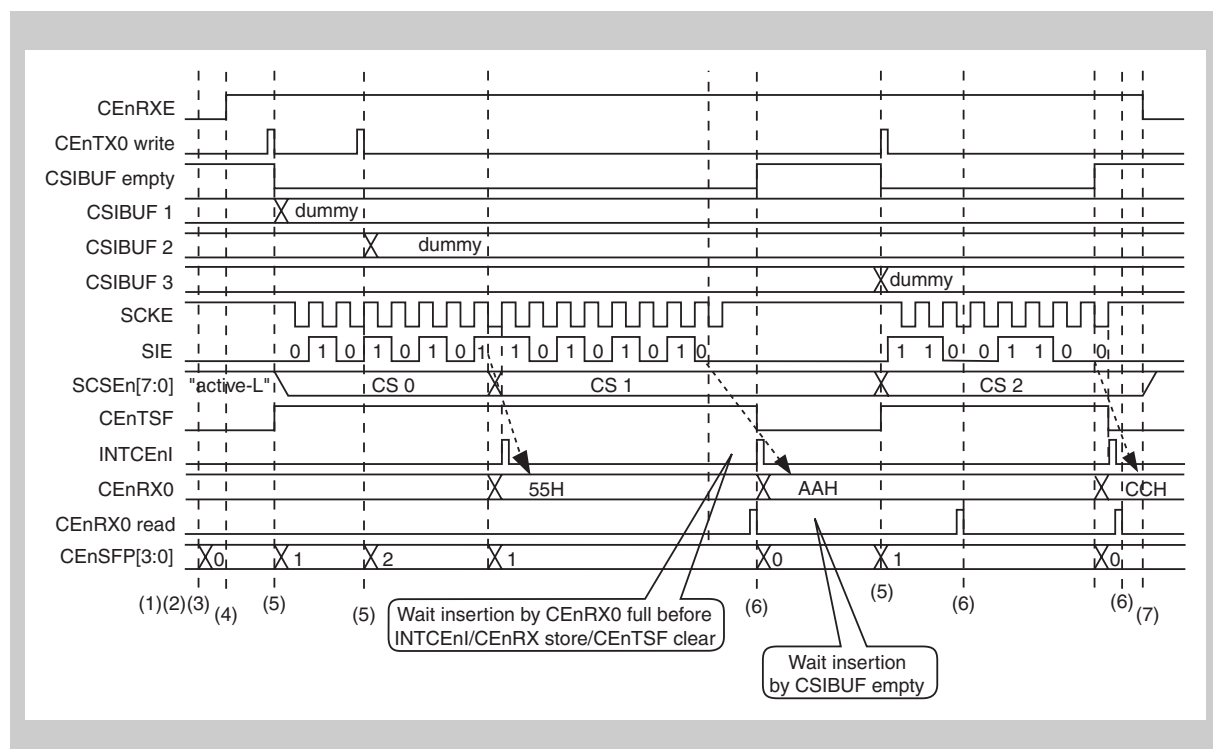 CEnRXE
CEnTX0 write
CSIBUF empty
CSIBUF 1 dummy
CSIBUF 2 dummy
CSIBUF 3 dummy
SCKE
SIE 0 1 0 1 0 1 0 1 1 0 1 0 1 0 1 0 1 1 0 0 1 1 0 0
SCSEn[7:0] "active-L" CS 0 CS 1 CS 2
CEnTSF
INTCEnI
CEnRX0 55H AAH CCH
CEnRX0 read
CEnSFP[3:0] 0 1 2 1 0 1 0
(1)(2)(3) (4) (5) (5) (6) (5) (6) (6) (7)
Wait insertion by CEnRX0 full before
INTCEnI/CEnRX store/CEnTSF clear
Wait insertion
by CSIBUF empty